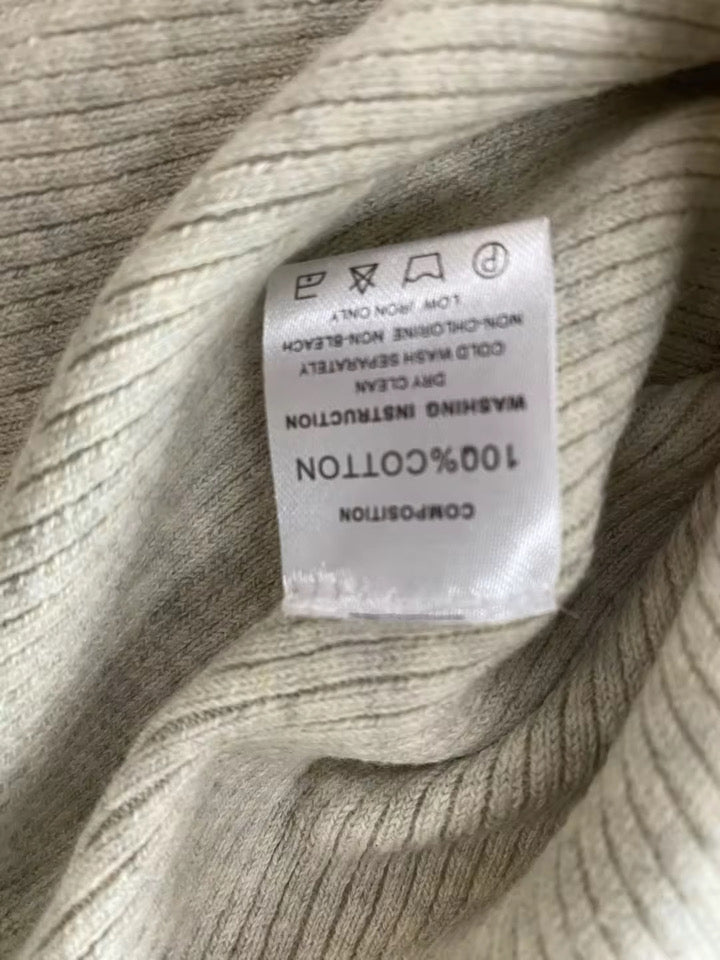 COMPOSITION
100%COTTON
WASHING INSTRUCTION
DRY CLEAN
COLD WASH SEPARATELY
NON-CHLORINE NON-BLEACH
LOW IRON ONLY
P